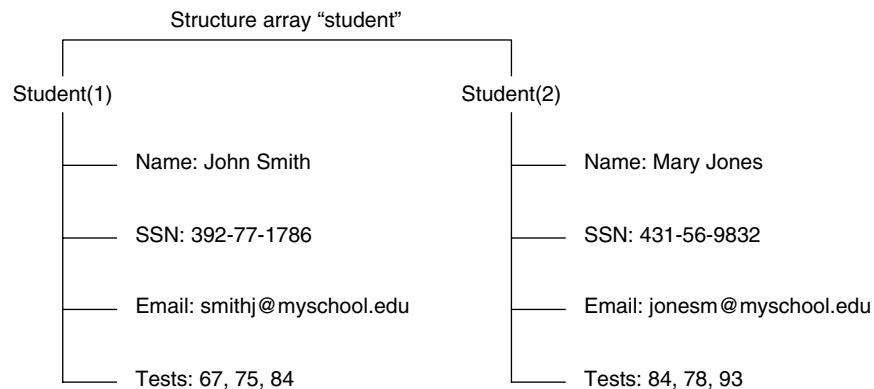 Structure array “student”
Student(1)
Name: John Smith
SSN: 392-77-1786
Email: smithj@myschool.edu
Tests: 67, 75, 84
Student(2)
Name: Mary Jones
SSN: 431-56-9832
Email: jonesm@myschool.edu
Tests: 84, 78, 93